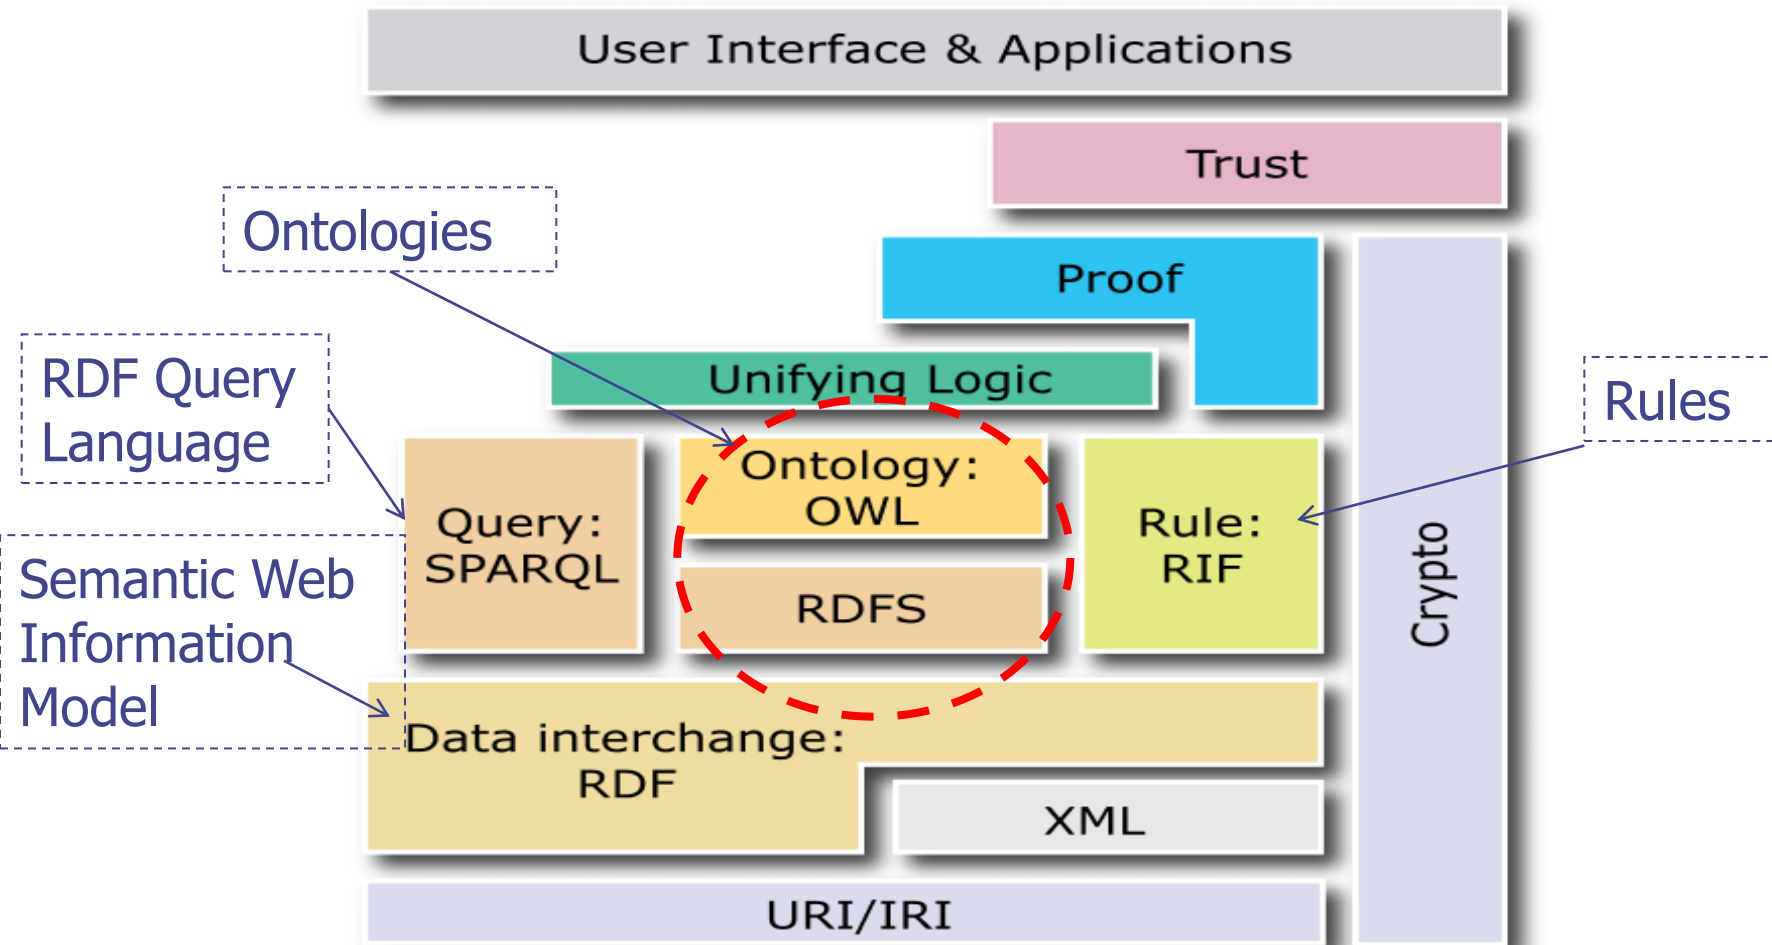 User Interface & Applications
Trust
Ontologies
Proof
RDF Query
Language
Unifying Logic
Rules
Query:
SPARQL
Ontology:
OWL
RDFS
Rule:
RIF
Crypto
Semantic Web
Information
Model
Data interchange:
RDF
XML
URI/IRI